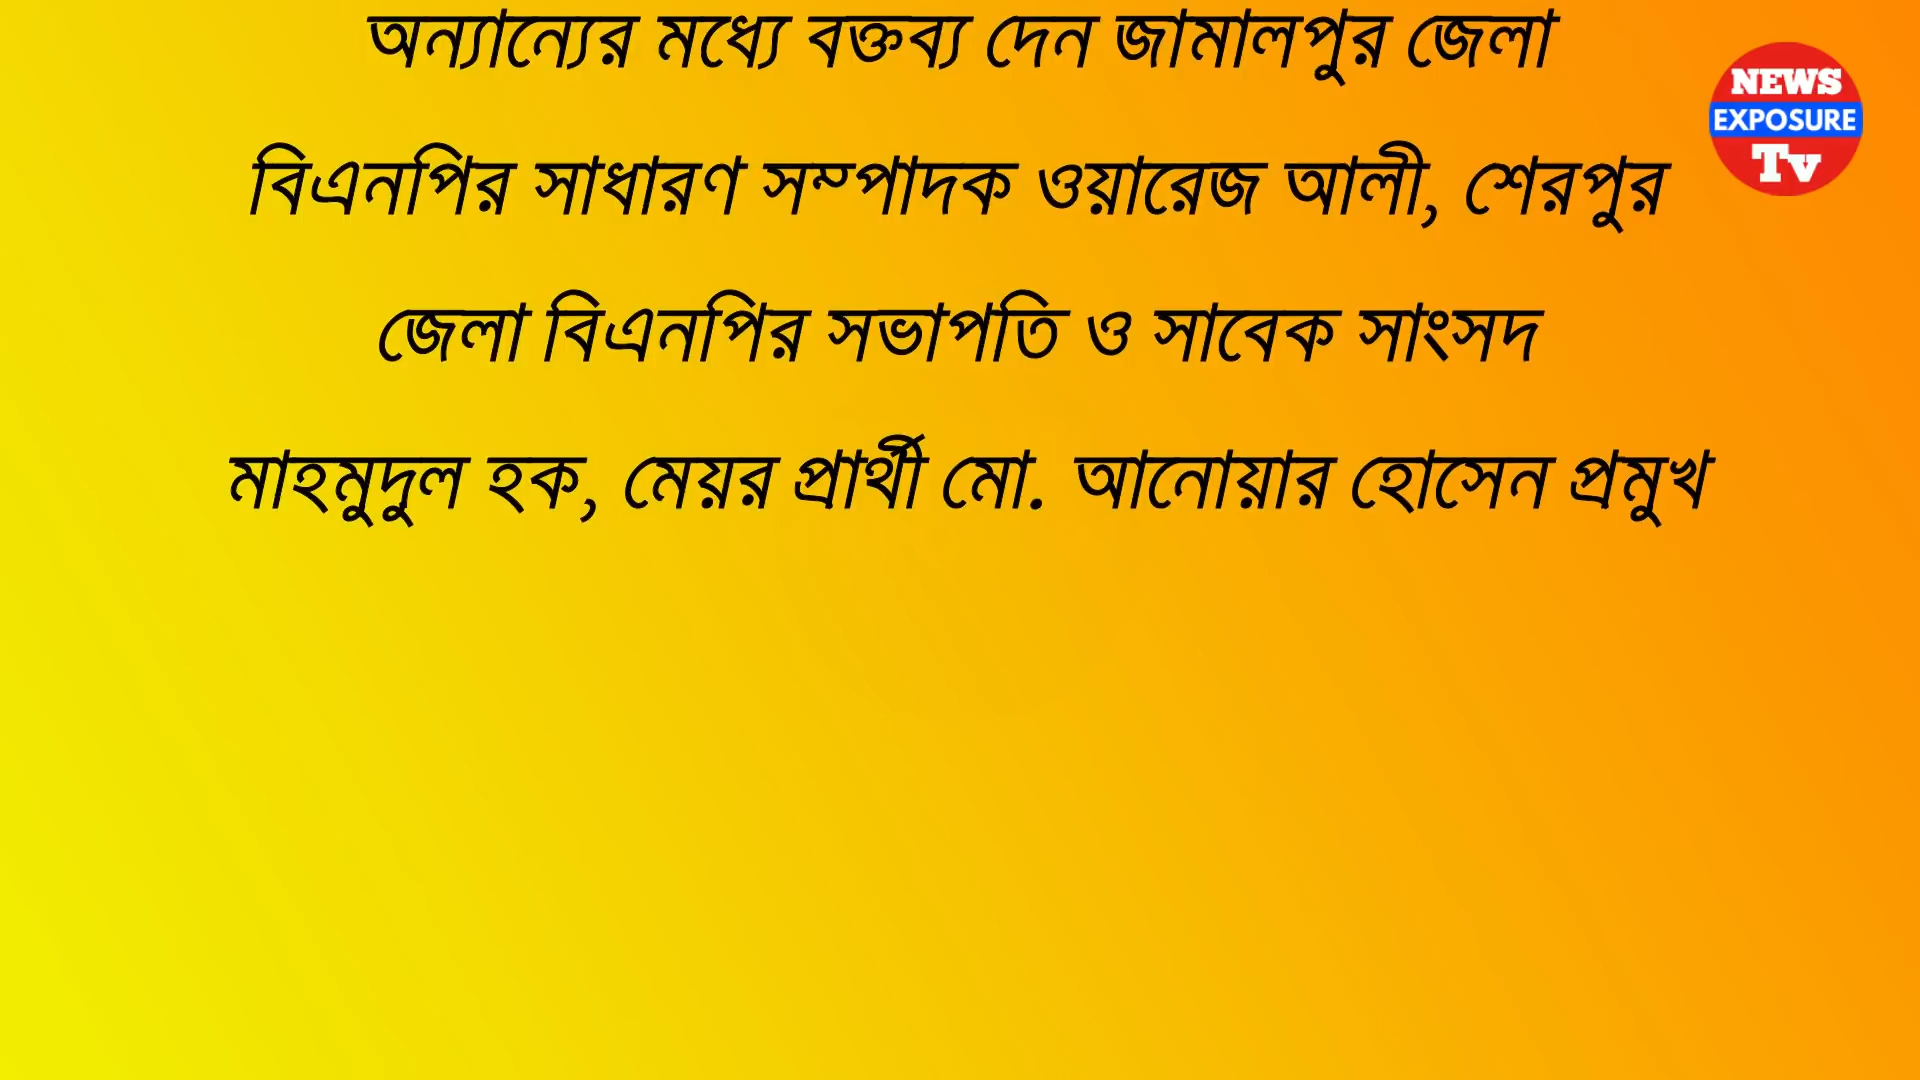 অন্যান্যের মধ্যে বক্তব্য দেন জামালপুর জেলা
বিএনপির সাধারণ সম্পাদক ওয়ারেজ আলী, শেরপুর
জেলা বিএনপির সভাপতি ও সাবেক সাংসদ
মাহমুদুল হক, মেয়র প্রার্থী মো. আনোয়ার হোসেন প্রমুখ
NEWS
EXPOSURE
Tv